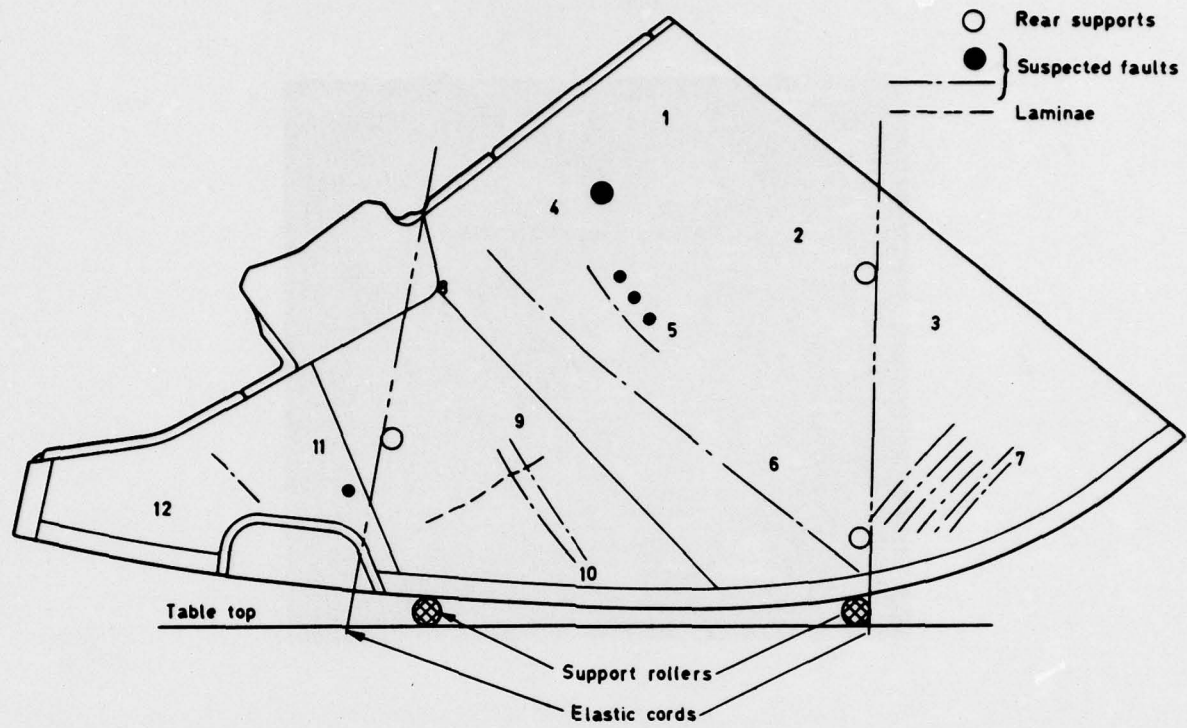 Rear supports
Suspected faults
Laminae
1
4
2
3
5
8
9
6
7
11
12
10
Table top
Support rollers
Elastic cords